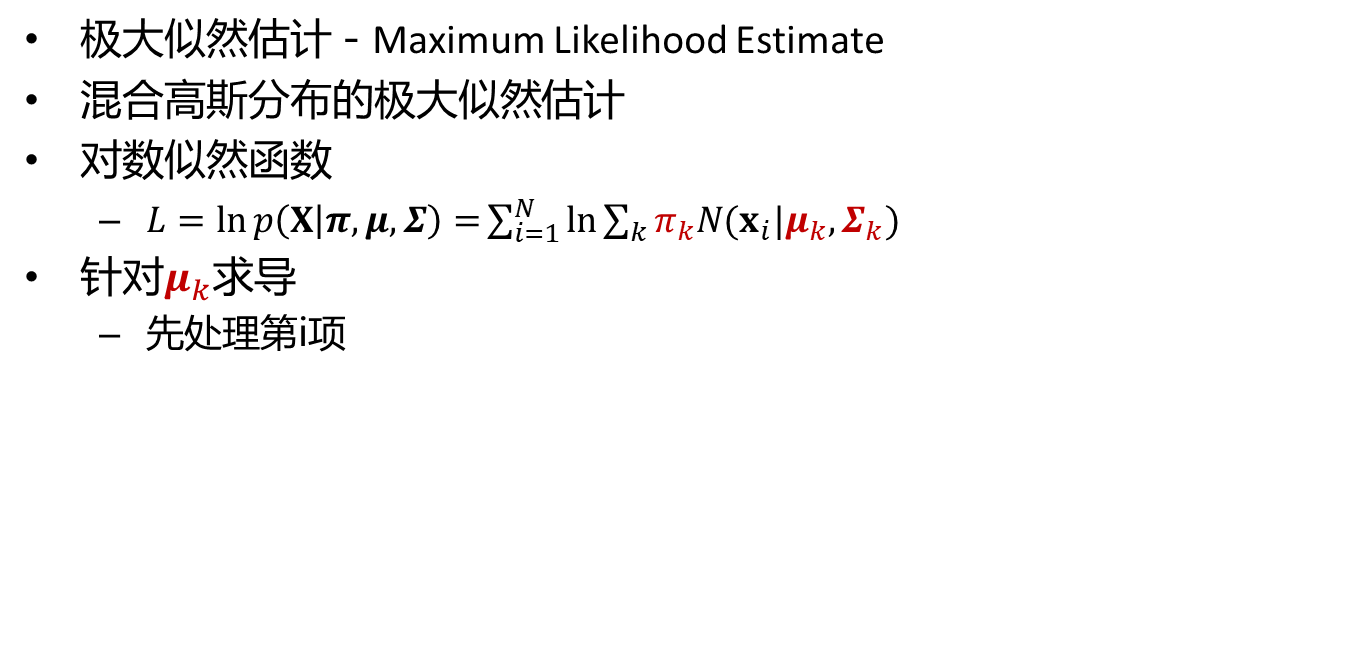 • 极大似然估计 - Maximum Likelihood Estimate
• 混合高斯分布的极大似然估计
• 对数似然函数
– L = ln p(X|π, μ, Σ) = ∑_{i=1}^{N} ln ∑_k π_k N(x_i|μ_k, Σ_k)
• 针对μ_k求导
– 先处理第i项